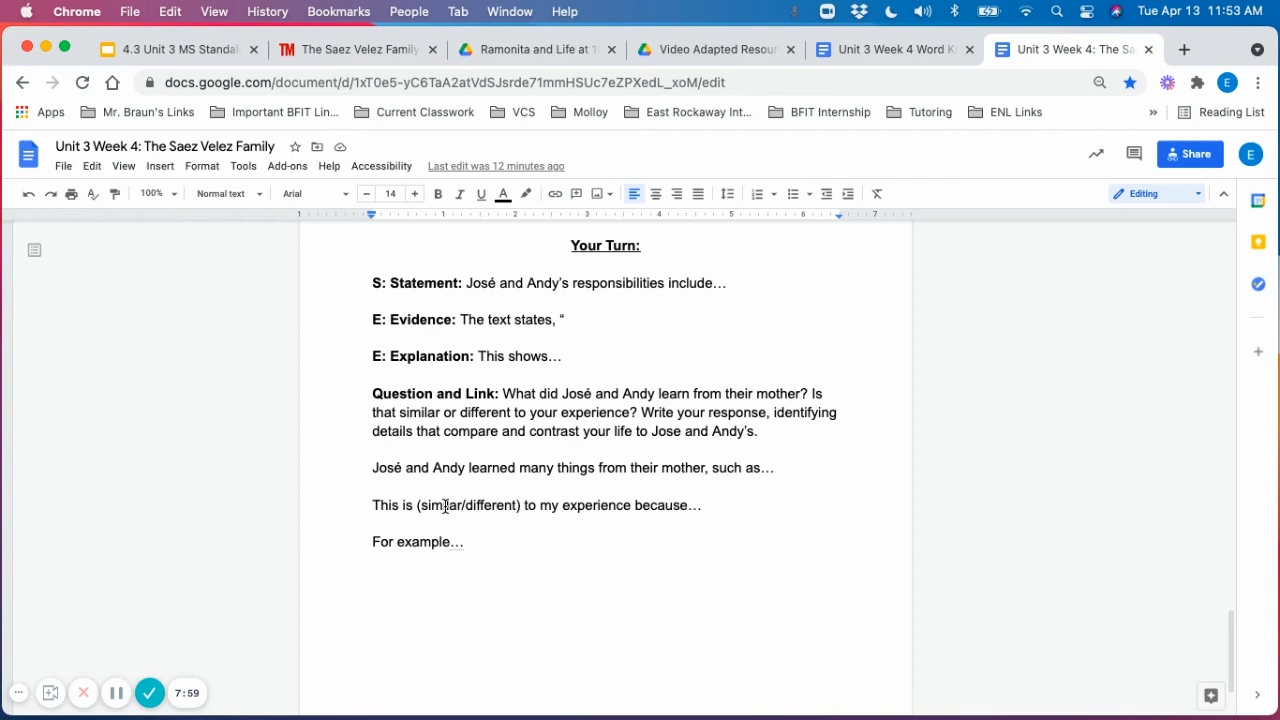 Chrome File Edit View History Bookmarks People Tab Window Help Tue Apr 13 11:53 AM
4.3 Unit 3 MS Standal
The Saez Velez Family
Ramonita and Life at 1
Video Adapted Resour
Unit 3 Week 4 Word K
Unit 3 Week 4: The Sa
docs.google.com/document/d/1xT0e5-yC6TaA2atVdSJsrde71mmHSUc7eZPXedL_xoM/edit
Apps Mr. Braun's Links Important BFIT Lin... Current Classwork VCS Molloy East Rockaway Int... BFIT Internship Tutoring ENL Links » Reading List
Unit 3 Week 4: The Saez Velez Family
File Edit View Insert Format Tools Add-ons Help Accessibility Last edit was 12 minutes ago
Share
E
100% Normal text Arial 14 B I U A Editing
1 1 2 3 4 5 6 7
Your Turn:
S: Statement: José and Andy’s responsibilities include…
E: Evidence: The text states, “
E: Explanation: This shows…
Question and Link: What did José and Andy learn from their mother? Is
that similar or different to your experience? Write your response, identifying
details that compare and contrast your life to Jose and Andy’s.
José and Andy learned many things from their mother, such as…
This is (similar/different) to my experience because…
For example…
7:59